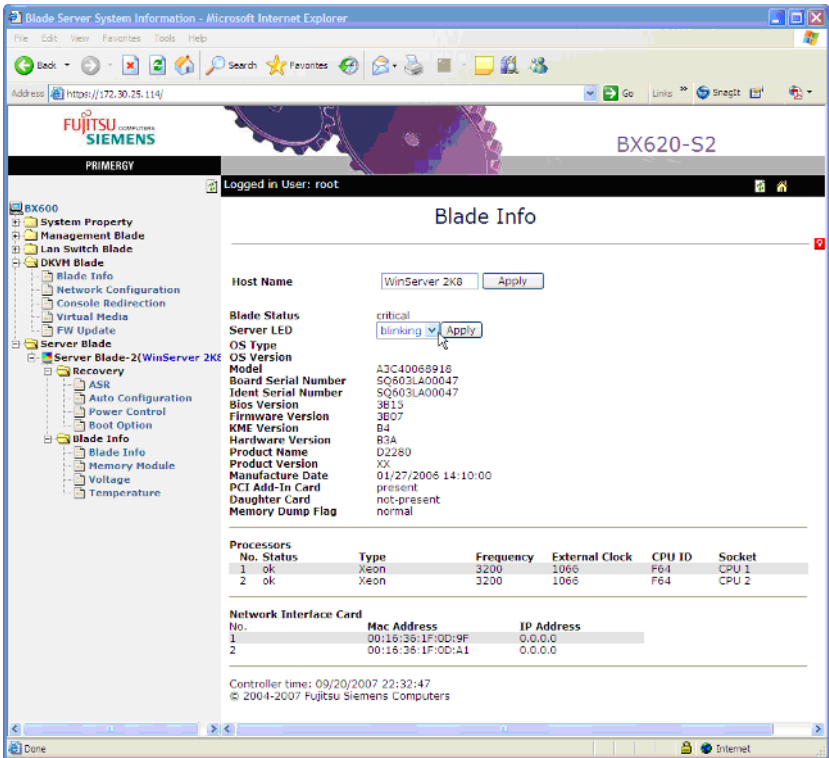 Blade Server System Information - Microsoft Internet Explorer
File Edit View Favorites Tools Help
Back Search Favorites
Address https://172.30.25.114/ Go Links » SnagIt
FUJITSU COMPUTERS
SIEMENS
BX620-S2
PRIMERGY
Logged in User: root
BX600
System Property
Management Blade
Lan Switch Blade
DKVM Blade
Blade Info
Network Configuration
Console Redirection
Virtual Media
FW Update
Server Blade
Server Blade-2(WinServer 2K8
Recovery
ASR
Auto Configuration
Power Control
Boot Option
Blade Info
Blade Info
Memory Module
Voltage
Temperature
Blade Info
Host Name WinServer 2K8 Apply
Blade Status critical
Server LED blinking Apply
OS Type
OS Version
Model A3C40068918
Board Serial Number SQ603LA00047
Ident Serial Number SQ603LA00047
Bios Version 3B15
Firmware Version 3B07
KME Version B4
Hardware Version B3A
Product Name D2280
Product Version XX
Manufacture Date 01/27/2006 14:10:00
PCI Add-In Card present
Daughter Card not-present
Memory Dump Flag normal
Processors
No. Status Type Frequency External Clock CPU ID Socket
1 ok Xeon 3200 1066 F64 CPU 1
2 ok Xeon 3200 1066 F64 CPU 2
Network Interface Card
No. Mac Address IP Address
1 00:16:36:1F:0D:9F 0.0.0.0
2 00:16:36:1F:0D:A1 0.0.0.0
Controller time: 09/20/2007 22:32:47
© 2004-2007 Fujitsu Siemens Computers
Done Internet